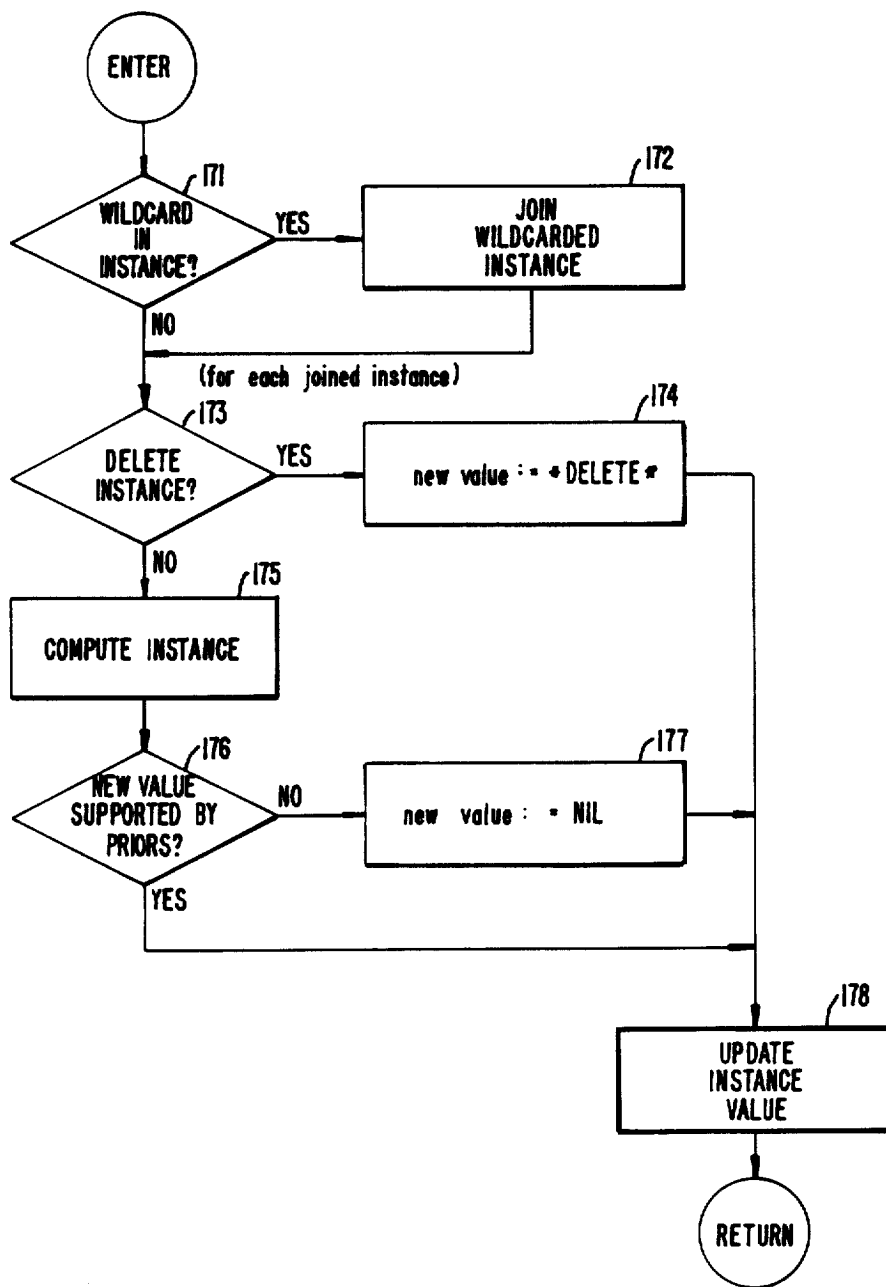 ENTER
171
WILDCARD
IN
INSTANCE?
YES
172
JOIN
WILDCARDED
INSTANCE
NO
(for each joined instance)
173
DELETE
INSTANCE?
YES
174
new value := *DELETE*
NO
175
COMPUTE INSTANCE
176
NEW VALUE
SUPPORTED BY
PRIORS?
NO
177
new value := NIL
YES
178
UPDATE
INSTANCE
VALUE
RETURN